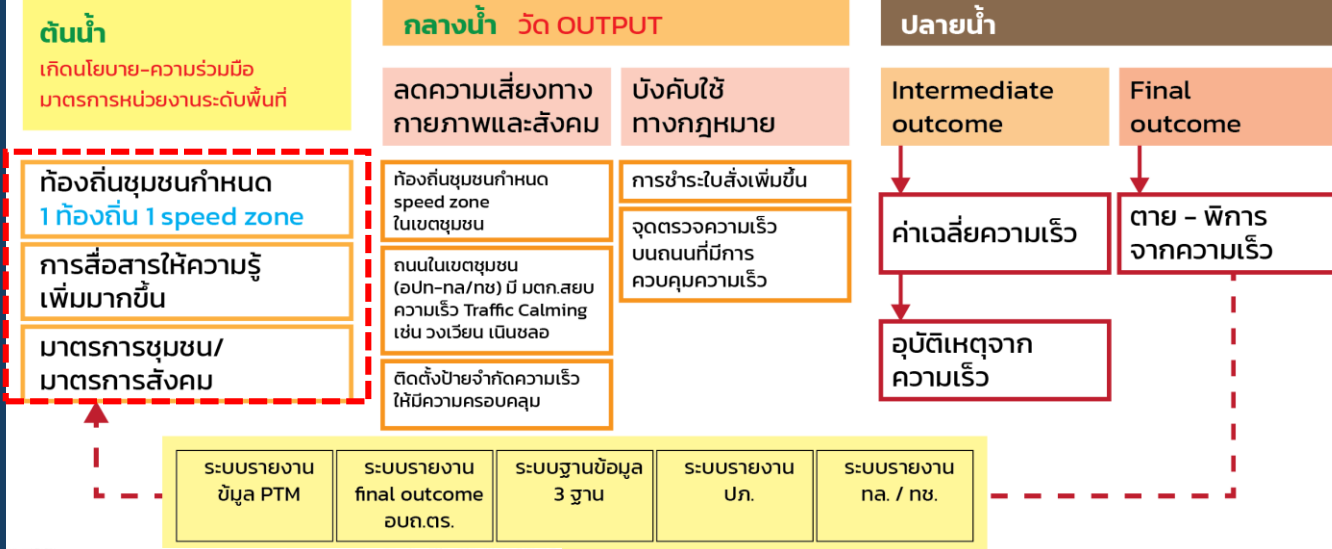 ต้นน้ำ
เกิดนโยบาย-ความร่วมมือ
มาตรการหน่วยงานระดับพื้นที่
ท้องถิ่นชุมชนกำหนด
1 ท้องถิ่น 1 speed zone
การสื่อสารให้ความรู้
เพิ่มมากขึ้น
มาตรการชุมชน/
มาตรการสังคม
กลางน้ำ วัด OUTPUT
ลดความเสี่ยงทาง
กายภาพและสังคม
ท้องถิ่นชุมชนกำหนด
speed zone
ในเขตชุมชน
ถนนในเขตชุมชน
(อปท-ทล/ทช) มี มตก.สยบ
ความเร็ว Traffic Calming
เช่น วงเวียน เนินชลอ
ติดตั้งป้ายจำกัดความเร็ว
ให้มีความครอบคลุม
บังคับใช้
ทางกฎหมาย
การชำระใบสั่งเพิ่มขึ้น
จุดตรวจความเร็ว
บนถนนที่มีการ
ควบคุมความเร็ว
ปลายน้ำ
Intermediate
outcome
ค่าเฉลี่ยความเร็ว
อุบัติเหตุจาก
ความเร็ว
Final
outcome
ตาย - พิการ
จากความเร็ว
ระบบรายงาน
ข้มูล PTM
ระบบรายงาน
final outcome
อบถ.ตร.
ระบบฐานข้อมูล
3 ฐาน
ระบบรายงาน
ปภ.
ระบบรายงาน
ทล. / ทช.